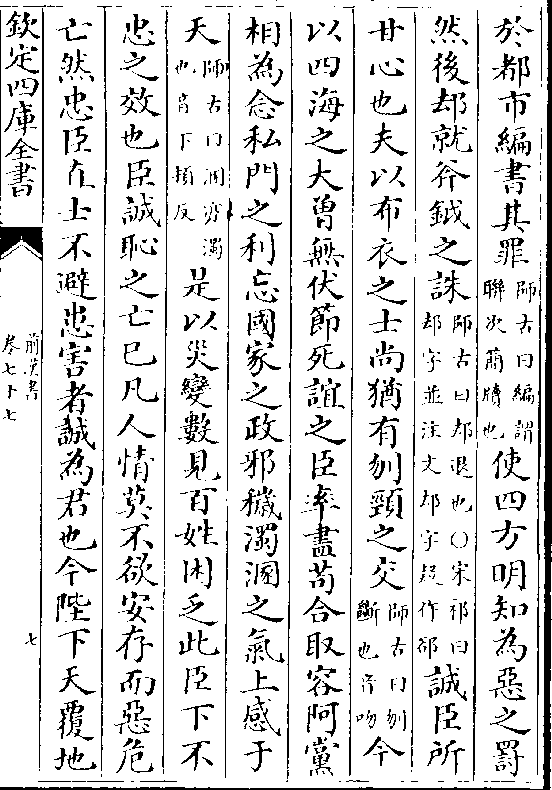 於都市編書其罪師古曰編謂聯次簡牘也使四方明知為惡之罰
然後却就斧鉞之誅師古曰却退也○宋祁曰却字並注文却字疑作郤誠臣所
甘心也夫以布衣之士尚猶有刎頸之交師古曰刎斷也音吻今
以四海之大曽無伏節死誼之臣率盡苟合取容阿黨
相為念私門之利忘國家之政邪穢濁溷之氣上感于
天師古曰溷亦濁也音下頓反是以災變數見百姓困乏此臣下不
忠之效也臣誠恥之亡已凡人情莫不欲安存而惡危
亡然忠臣直士不避患害者誠為君也今陛下天覆地
欽定四庫全書
前漢書
卷七十七
七